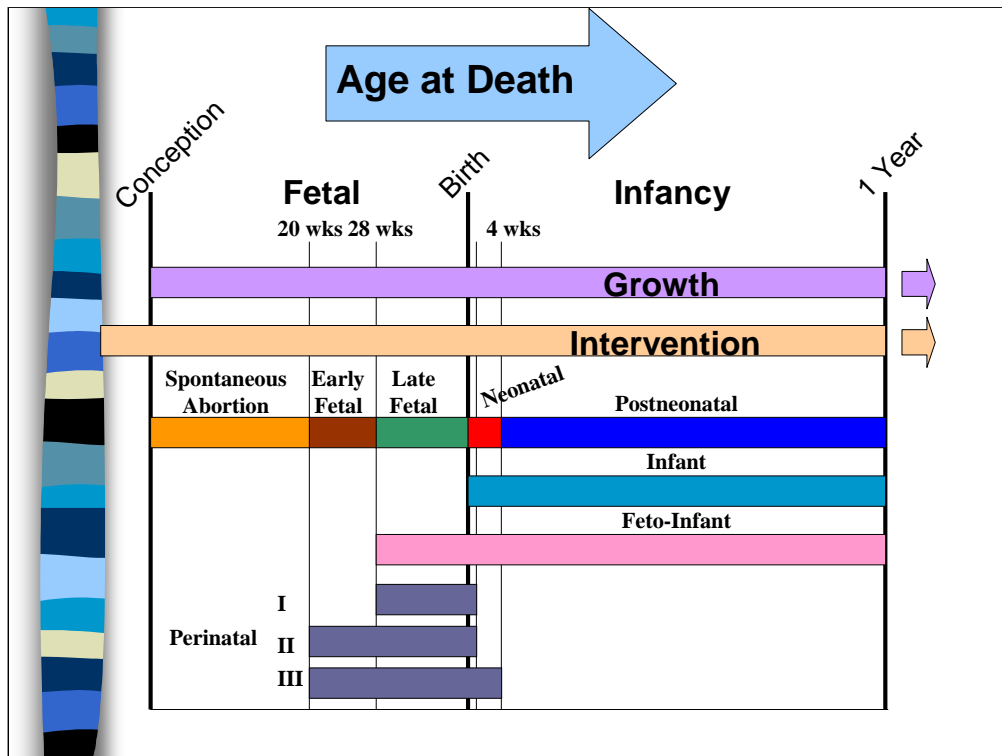 Age at Death
Conception
Birth
1 Year
Fetal
Infancy
20 wks 28 wks
4 wks
Growth
Intervention
Spontaneous
Abortion
Early
Fetal
Late
Fetal
Neonatal
Postneonatal
Infant
Feto-Infant
Perinatal
I
II
III